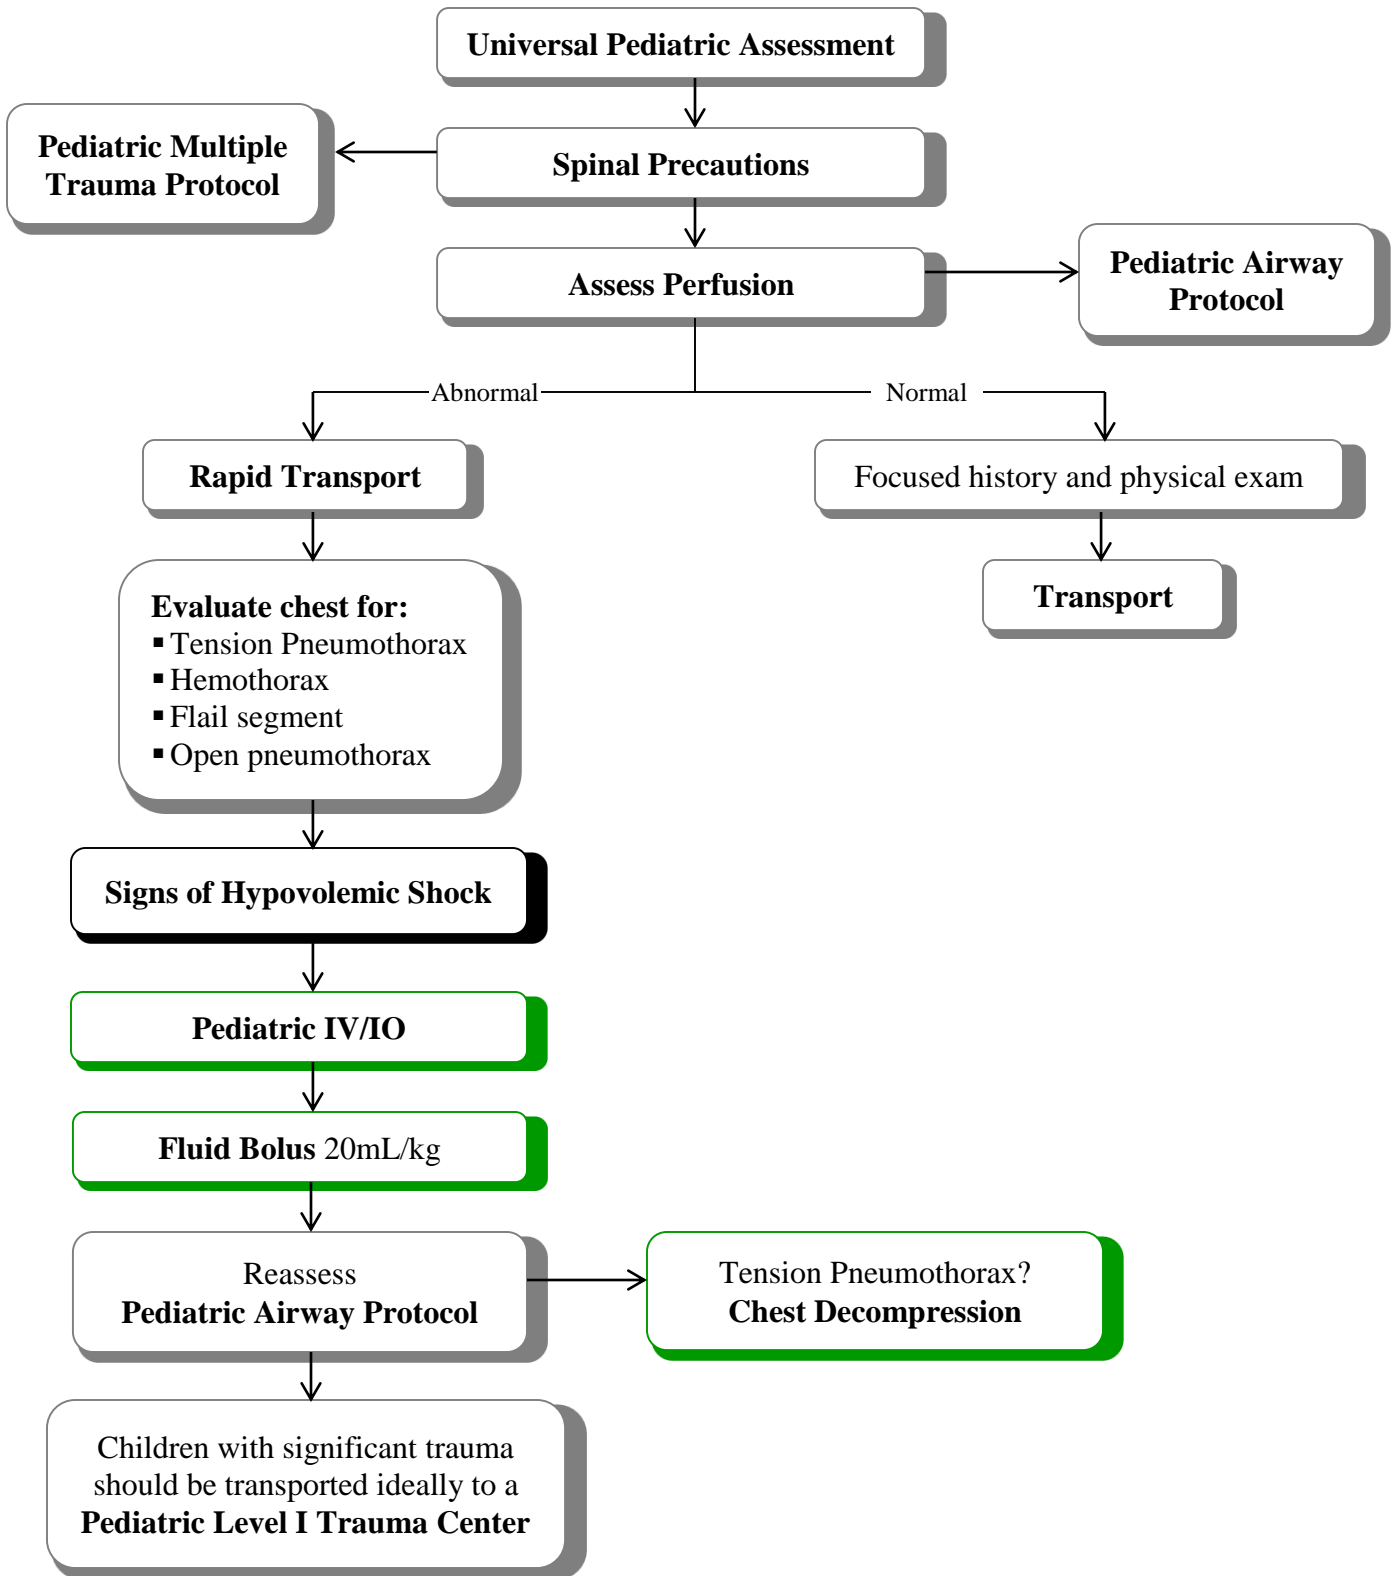 Universal Pediatric Assessment
Pediatric Multiple
Trauma Protocol
Spinal Precautions
Assess Perfusion
Pediatric Airway
Protocol
Abnormal
Normal
Rapid Transport
Focused history and physical exam
Transport
Evaluate chest for:
▪ Tension Pneumothorax
▪ Hemothorax
▪ Flail segment
▪ Open pneumothorax
Signs of Hypovolemic Shock
Pediatric IV/IO
Fluid Bolus 20mL/kg
Reassess
Pediatric Airway Protocol
Tension Pneumothorax?
Chest Decompression
Children with significant trauma
should be transported ideally to a
Pediatric Level I Trauma Center